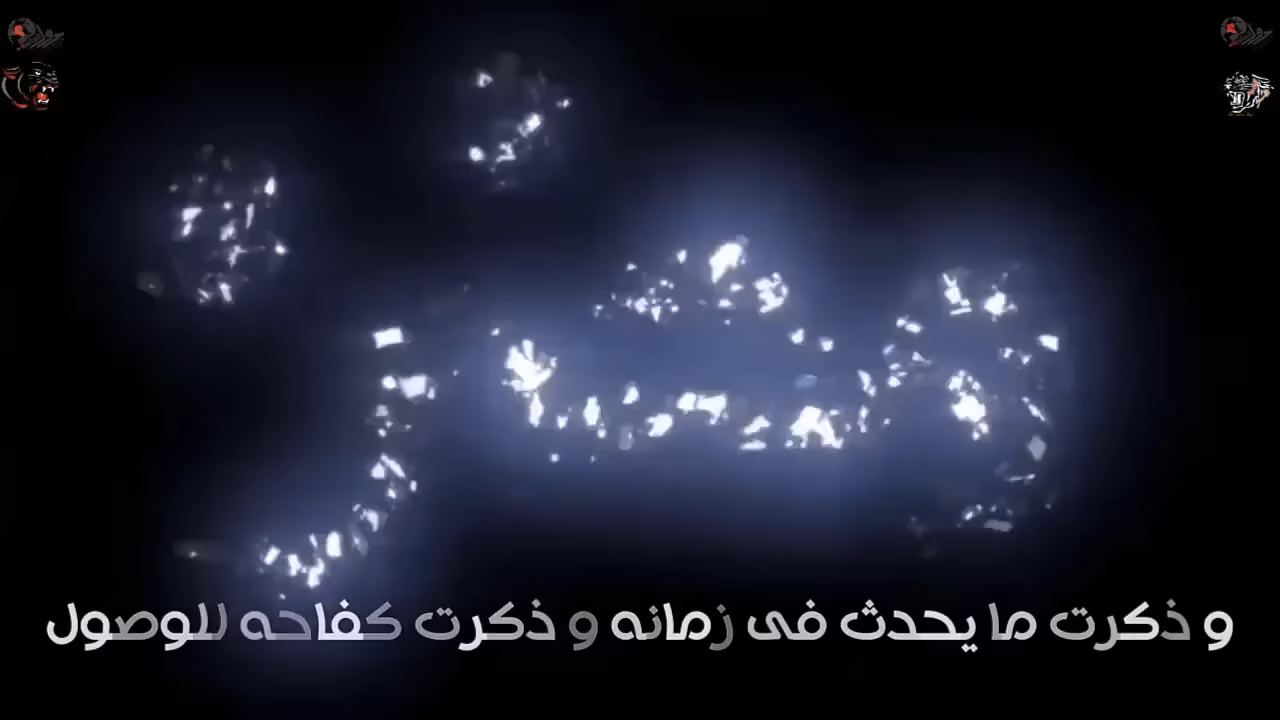 و ذكرت ما يحدث فى زمانه و ذكرت كفاحه للوصول